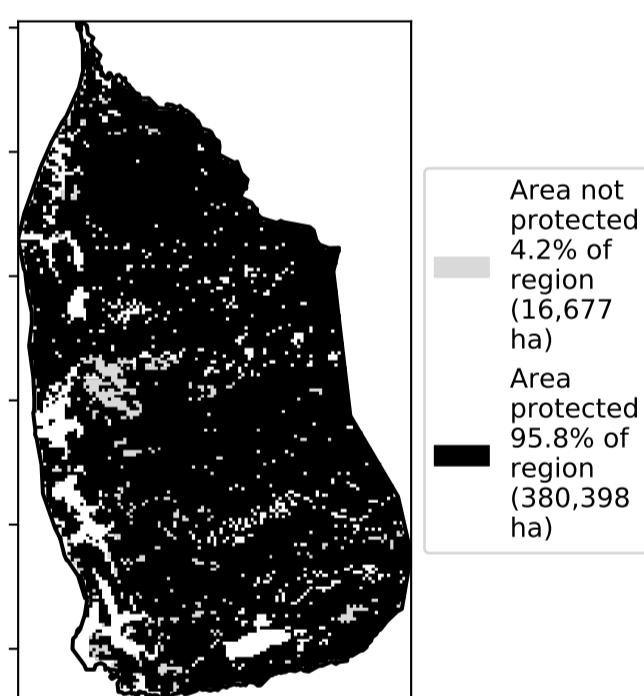 Area not
protected
4.2% of
region
(16,677
ha)
Area
protected
95.8% of
region
(380,398
ha)